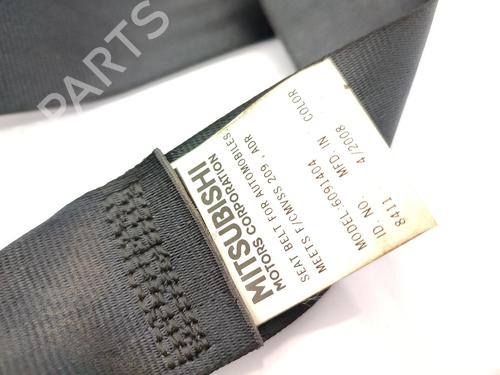 PARTS
MITSUBISHI
MOTORS CORPORATION
SEAT BELT FOR AUTOMOBILES
MEETS F/CMVSS 209, ADR
MODEL-6091404
ID. NO. MFD. IN COLOR
8411 4/2008